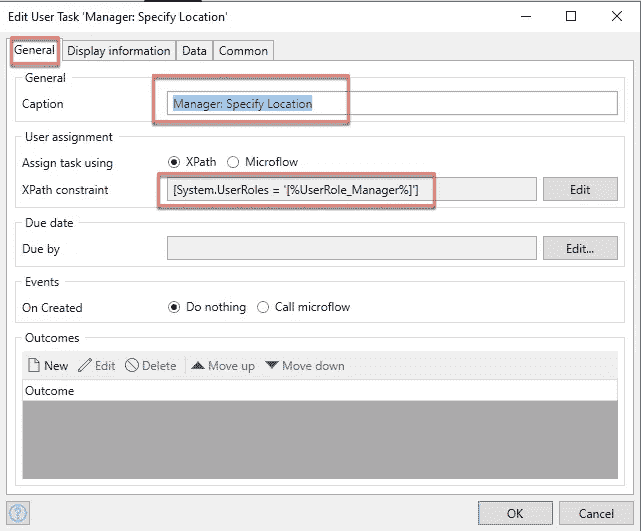 Edit User Task 'Manager: Specify Location'
General Display information Data Common
General
Caption Manager: Specify Location
User assignment
Assign task using XPath Microflow
XPath constraint [System.UserRoles = '[%UserRole_Manager%]'] Edit
Due date
Due by Edit...
Events
On Created Do nothing Call microflow
Outcomes
New Edit Delete Move up Move down
Outcome
? OK Cancel